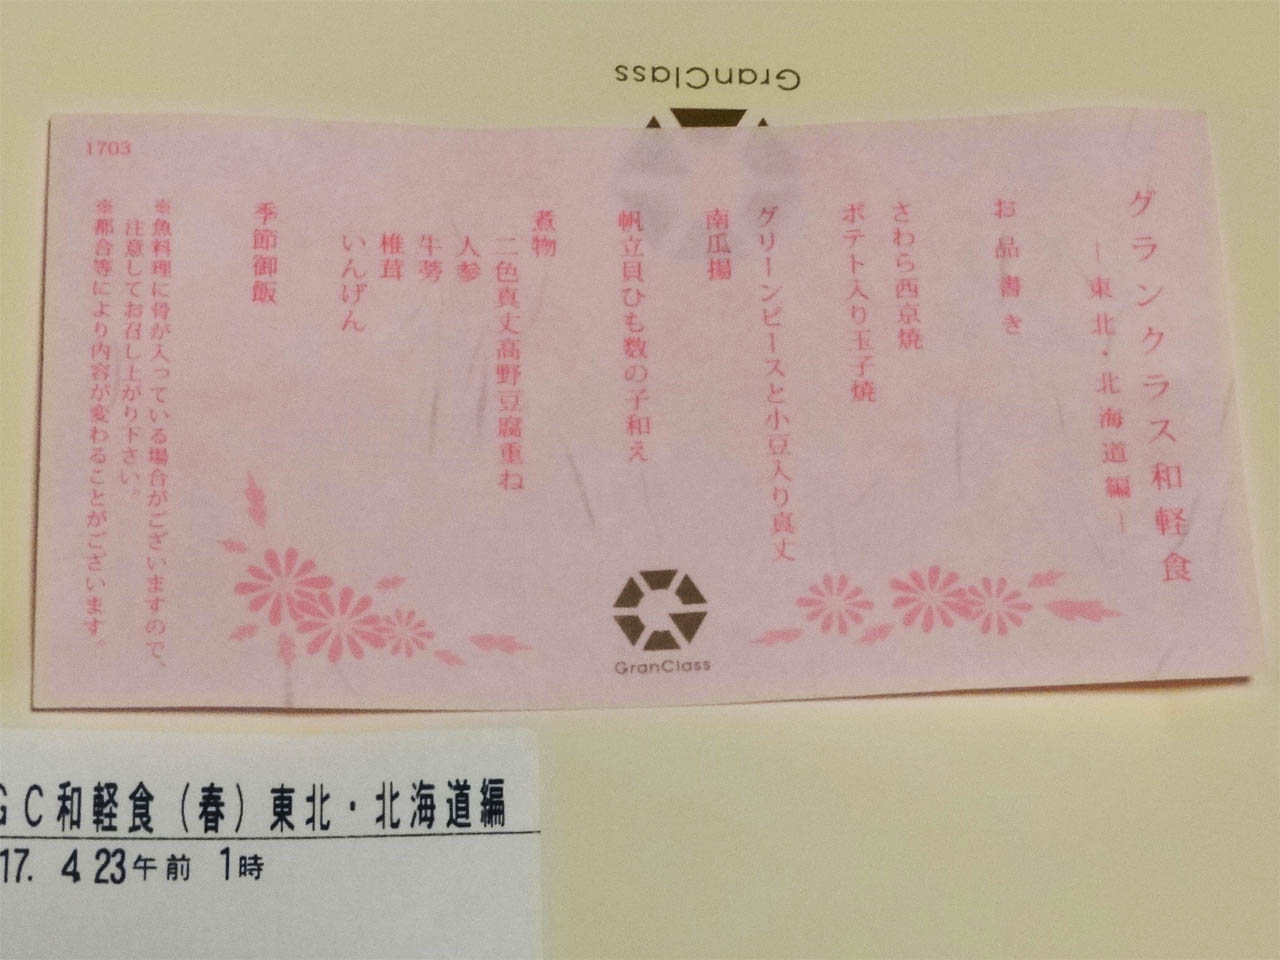 GranClass
グランクラス和軽食
―東北・北海道編―
お品書き
さわら西京焼
ポテト入り玉子焼
グリーンピースと小豆入り真丈
南瓜揚
帆立貝ひも数の子和え
煮物
二色真丈高野豆腐重ね
人参
牛蒡
椎茸
いんげん
季節御飯
※魚料理に骨が入っている場合がございますので、
注意してお召し上がり下さい。
※都合等により内容が変わることがございます。
1703
GranClass
GC和軽食(春)東北・北海道編
17. 4 23午前 1時